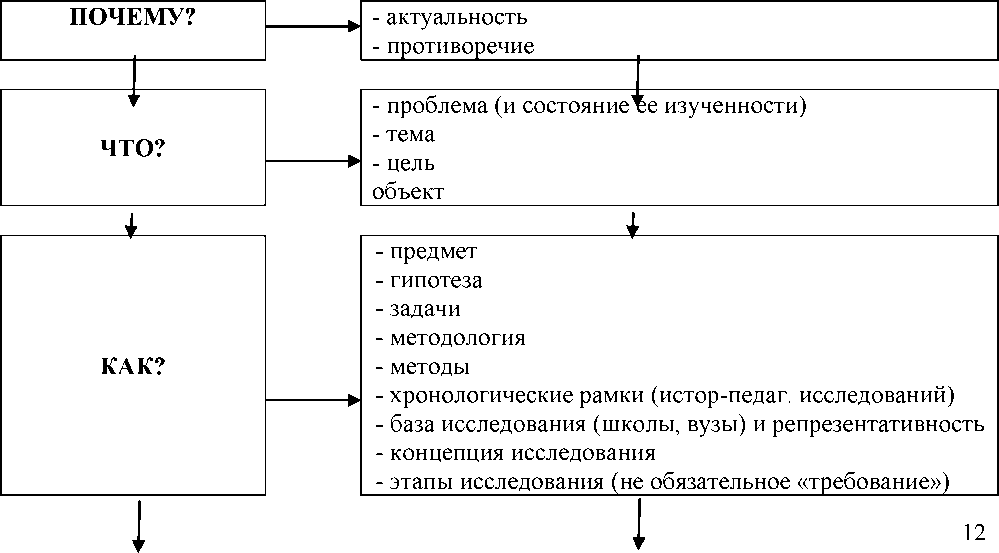 ПОЧЕМУ?
- актуальность
- противоречие
ЧТО?
- проблема (и состояние ее изученности)
- тема
- цель
объект
КАК?
- предмет
- гипотеза
- задачи
- методология
- методы
- хронологические рамки (истор-педаг. исследований)
- база исследования (школы, вузы) и репрезентативность
- концепция исследования
- этапы исследования (не обязательное «требование»)
12